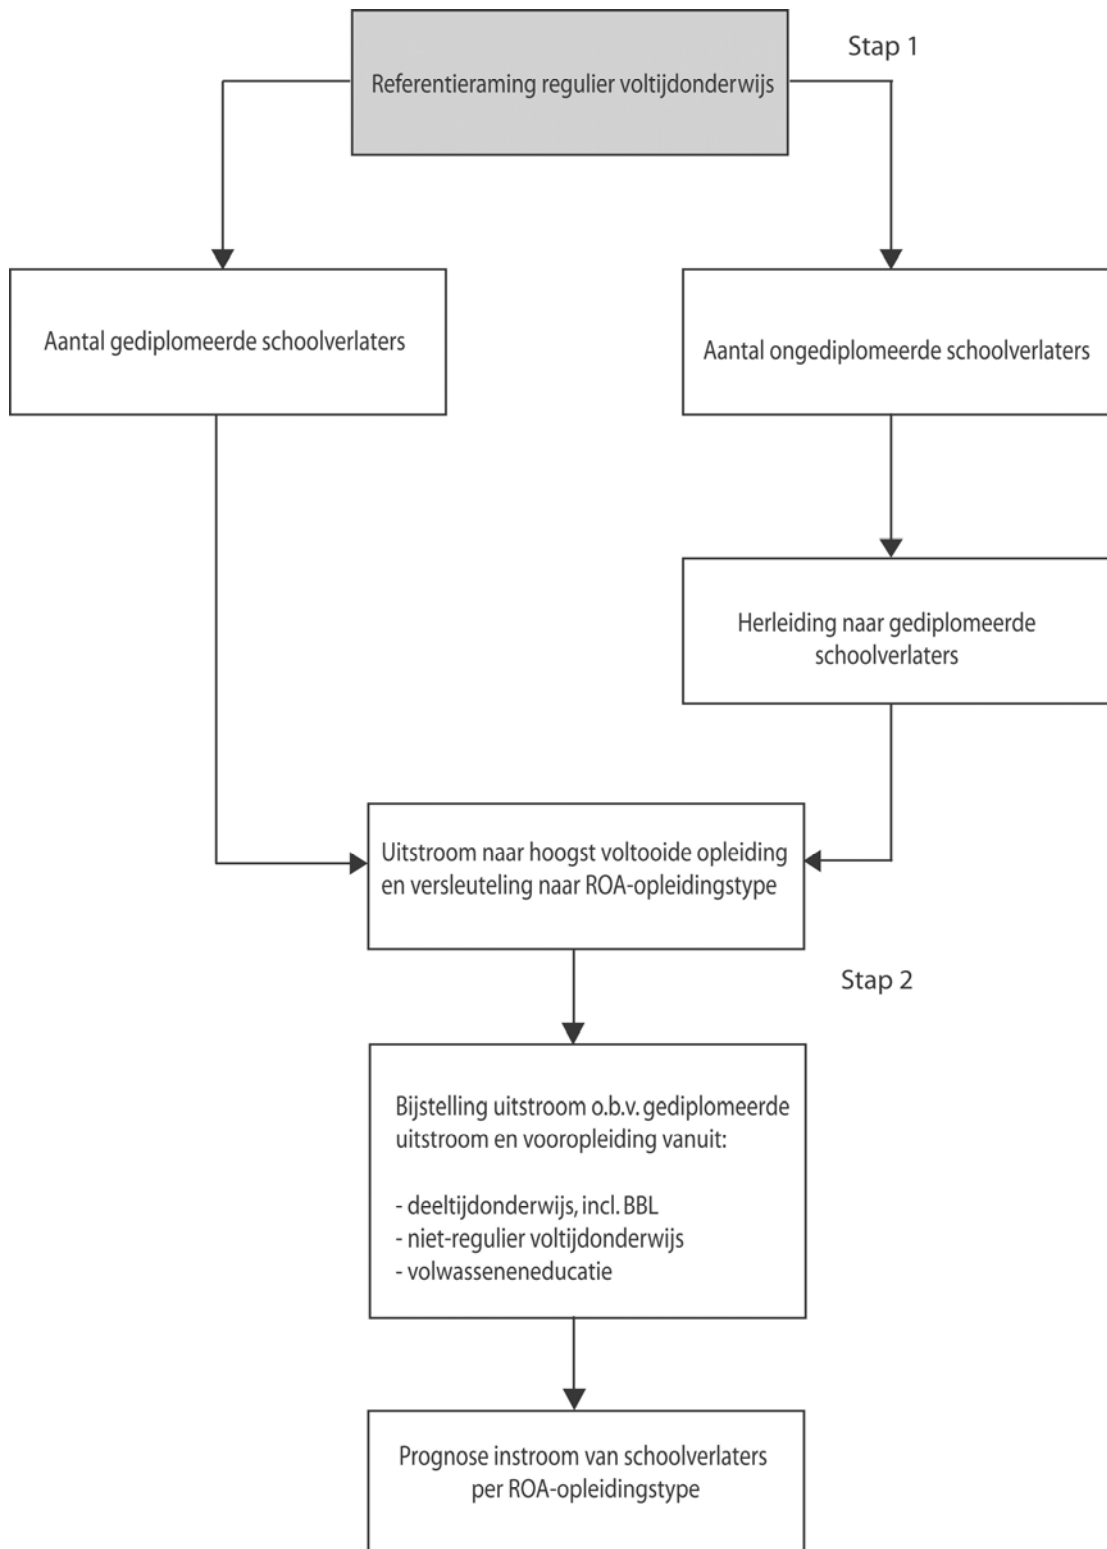 Stap 1
Referentieraming regulier voltijdonderwijs
Aantal gediplomeerde schoolverlaters
Aantal ongediplomeerde schoolverlaters
Herleiding naar gediplomeerde
schoolverlaters
Uitstroom naar hoogst voltooide opleiding
en versleuteling naar ROA-opleidingstype
Stap 2
Bijstelling uitstroom o.b.v. gediplomeerde
uitstroom en vooropleiding vanuit:
- deeltijdonderwijs, incl. BBL
- niet-regulier voltijdonderwijs
- volwasseneneducatie
Prognose instroom van schoolverlaters
per ROA-opleidingstype